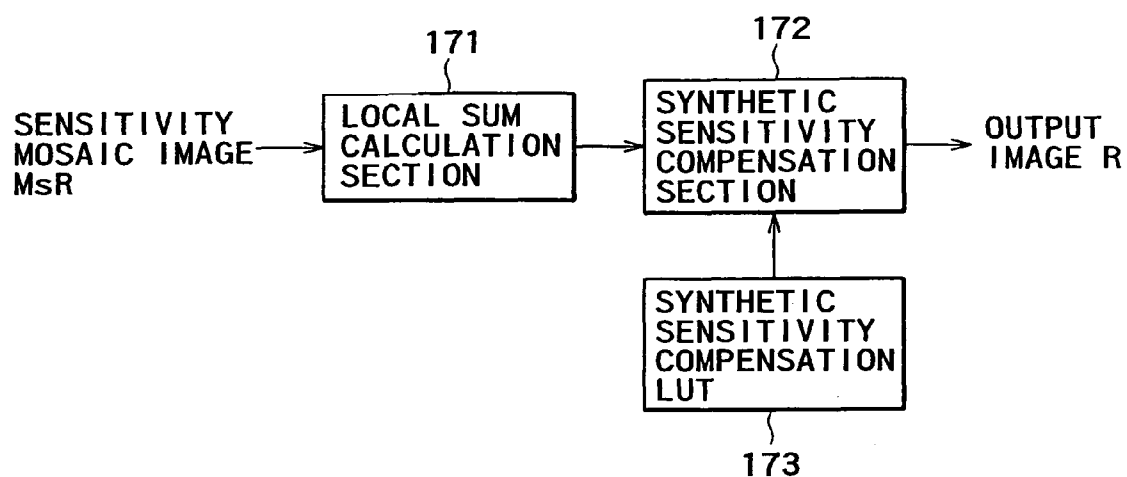 171
172
SENSITIVITY
MOSAIC IMAGE
MsR
LOCAL SUM
CALCULATION
SECTION
SYNTHETIC
SENSITIVITY
COMPENSATION
SECTION
OUTPUT
IMAGE R
SYNTHETIC
SENSITIVITY
COMPENSATION
LUT
173